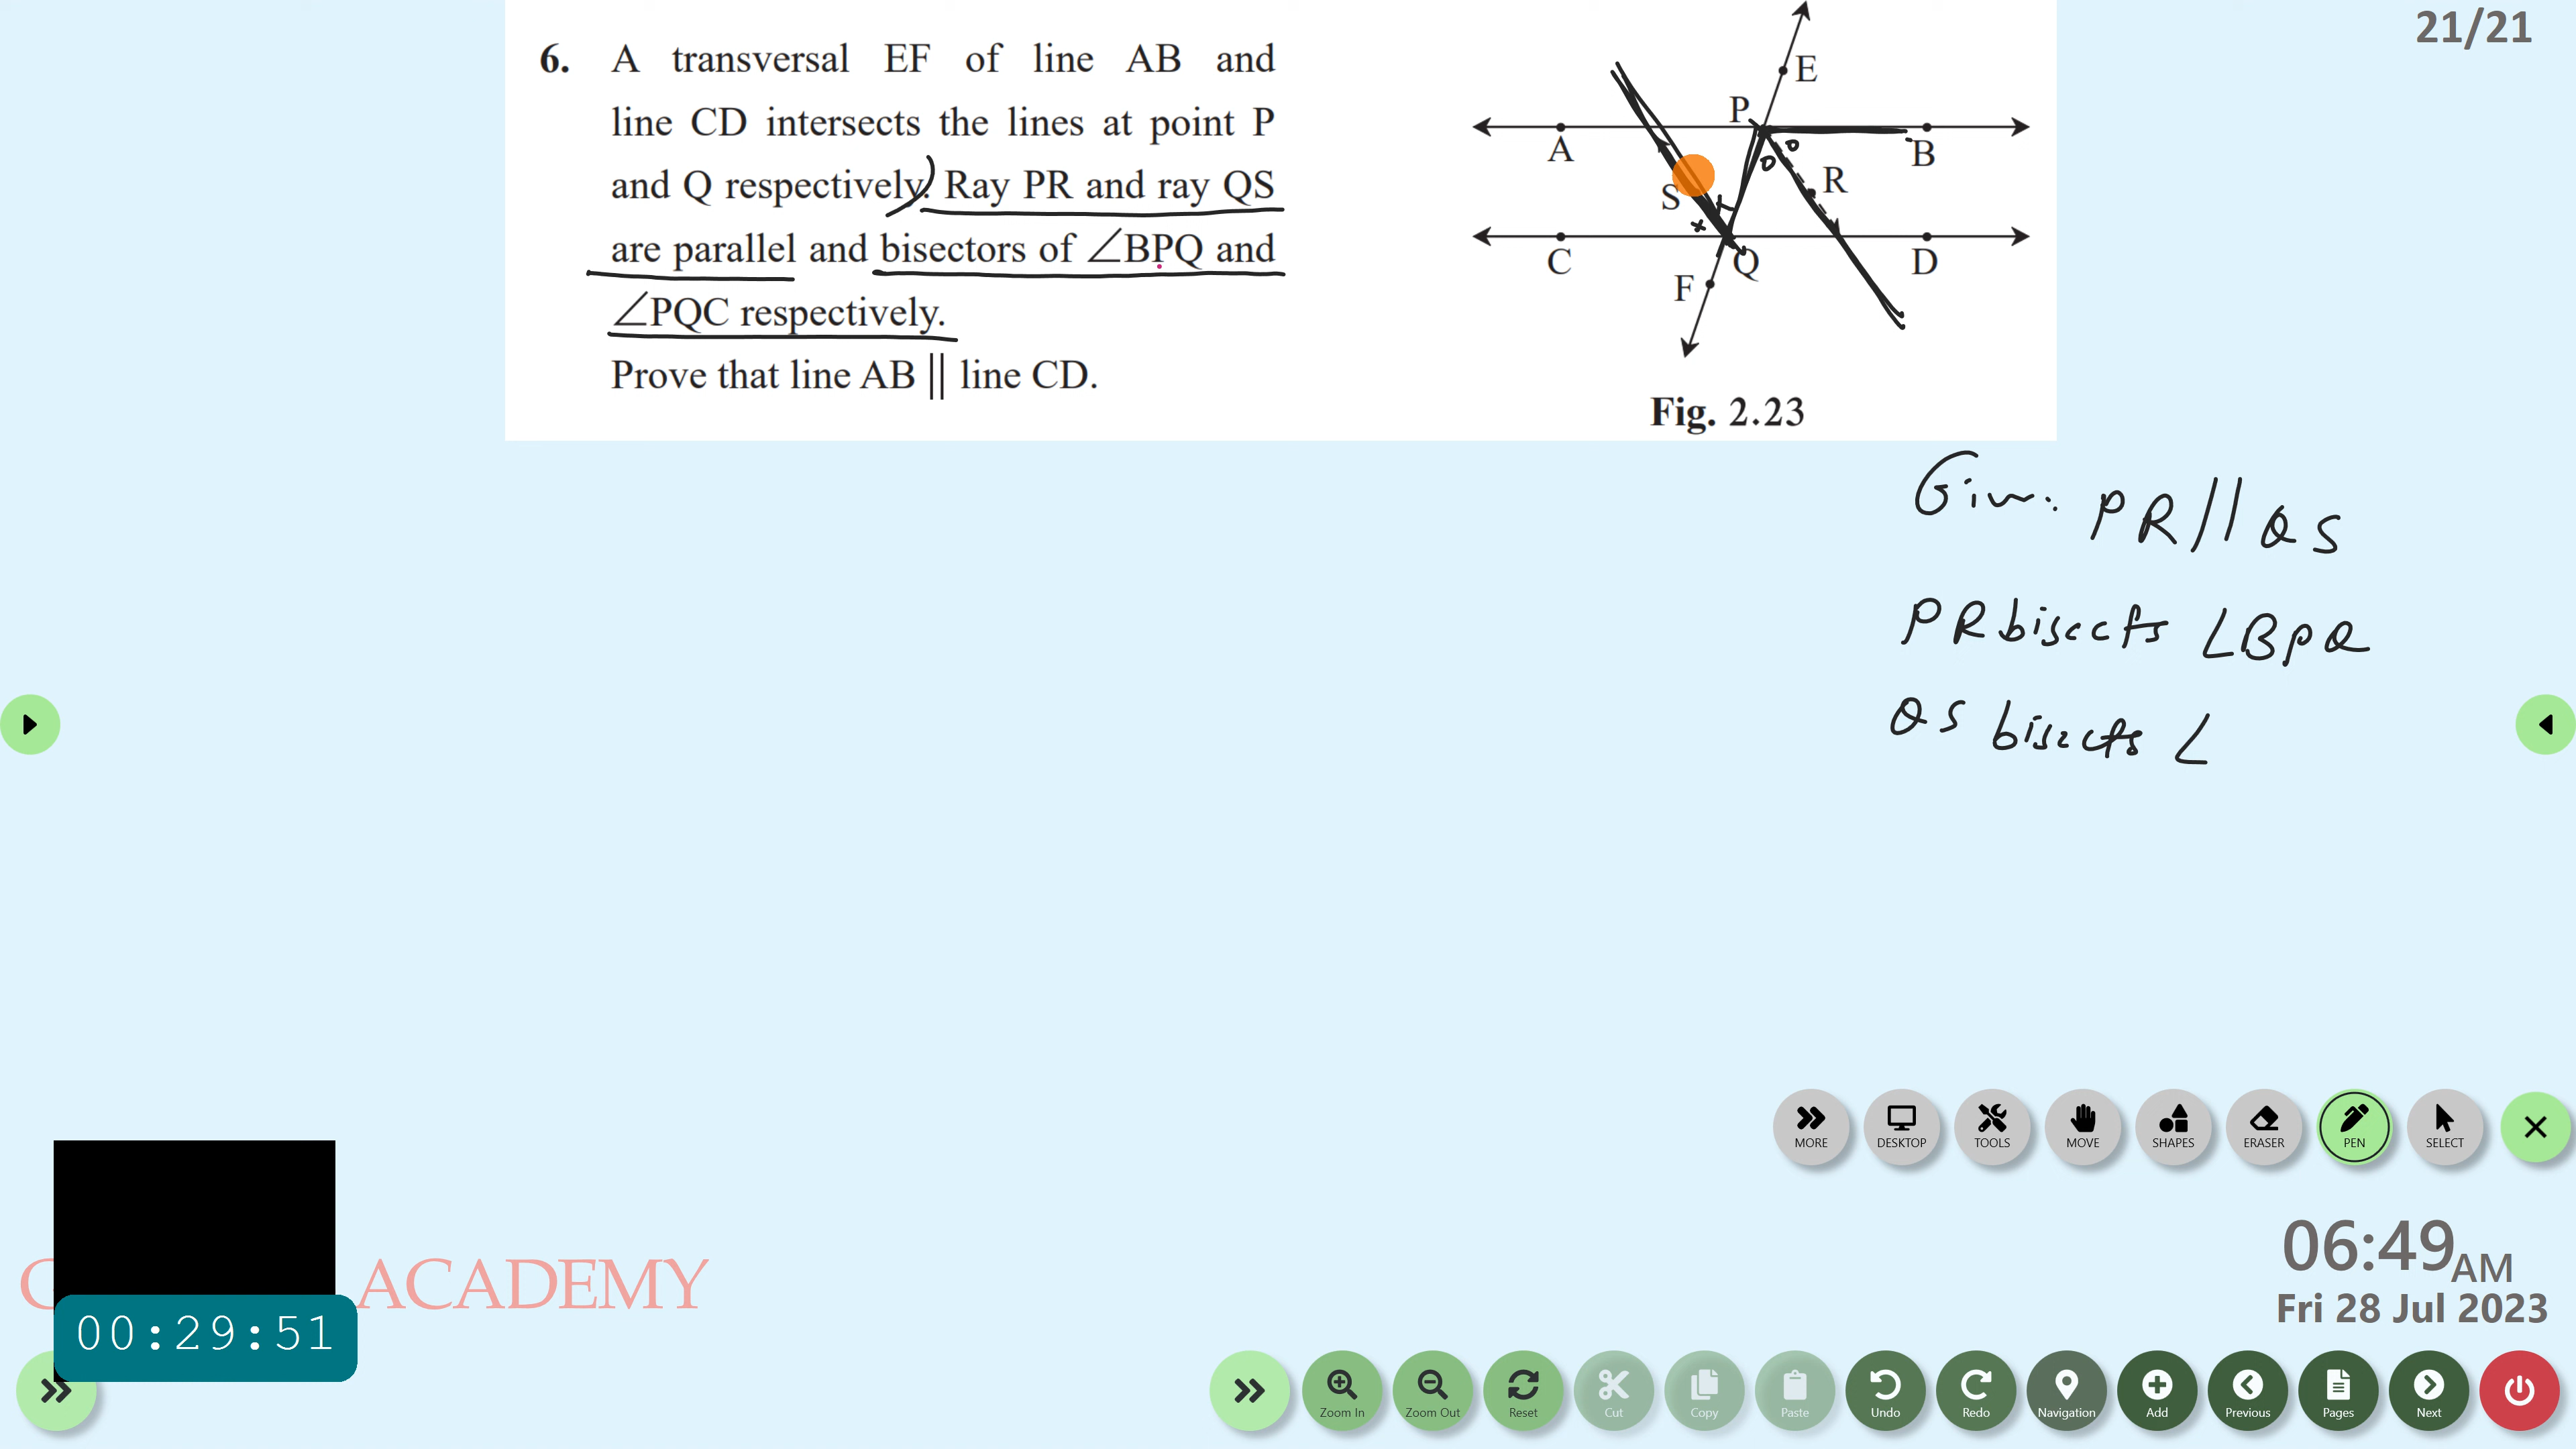 21/21
6. A transversal EF of line AB and
line CD intersects the lines at point P
and Q respectively. Ray PR and ray QS
are parallel and bisectors of ∠BPQ and
∠PQC respectively.
Prove that line AB || line CD.
E
P
A
B
S
R
C
Q
D
F
Fig. 2.23
Given: PR // QS
PR bisects ∠BPQ
QS bisects ∠
MORE
DESKTOP
TOOLS
MOVE
SHAPES
ERASER
PEN
SELECT
06:49 AM
Fri 28 Jul 2023
ACADEMY
00:29:51
Zoom In
Zoom Out
Reset
Cut
Copy
Paste
Undo
Redo
Navigation
Add
Previous
Pages
Next